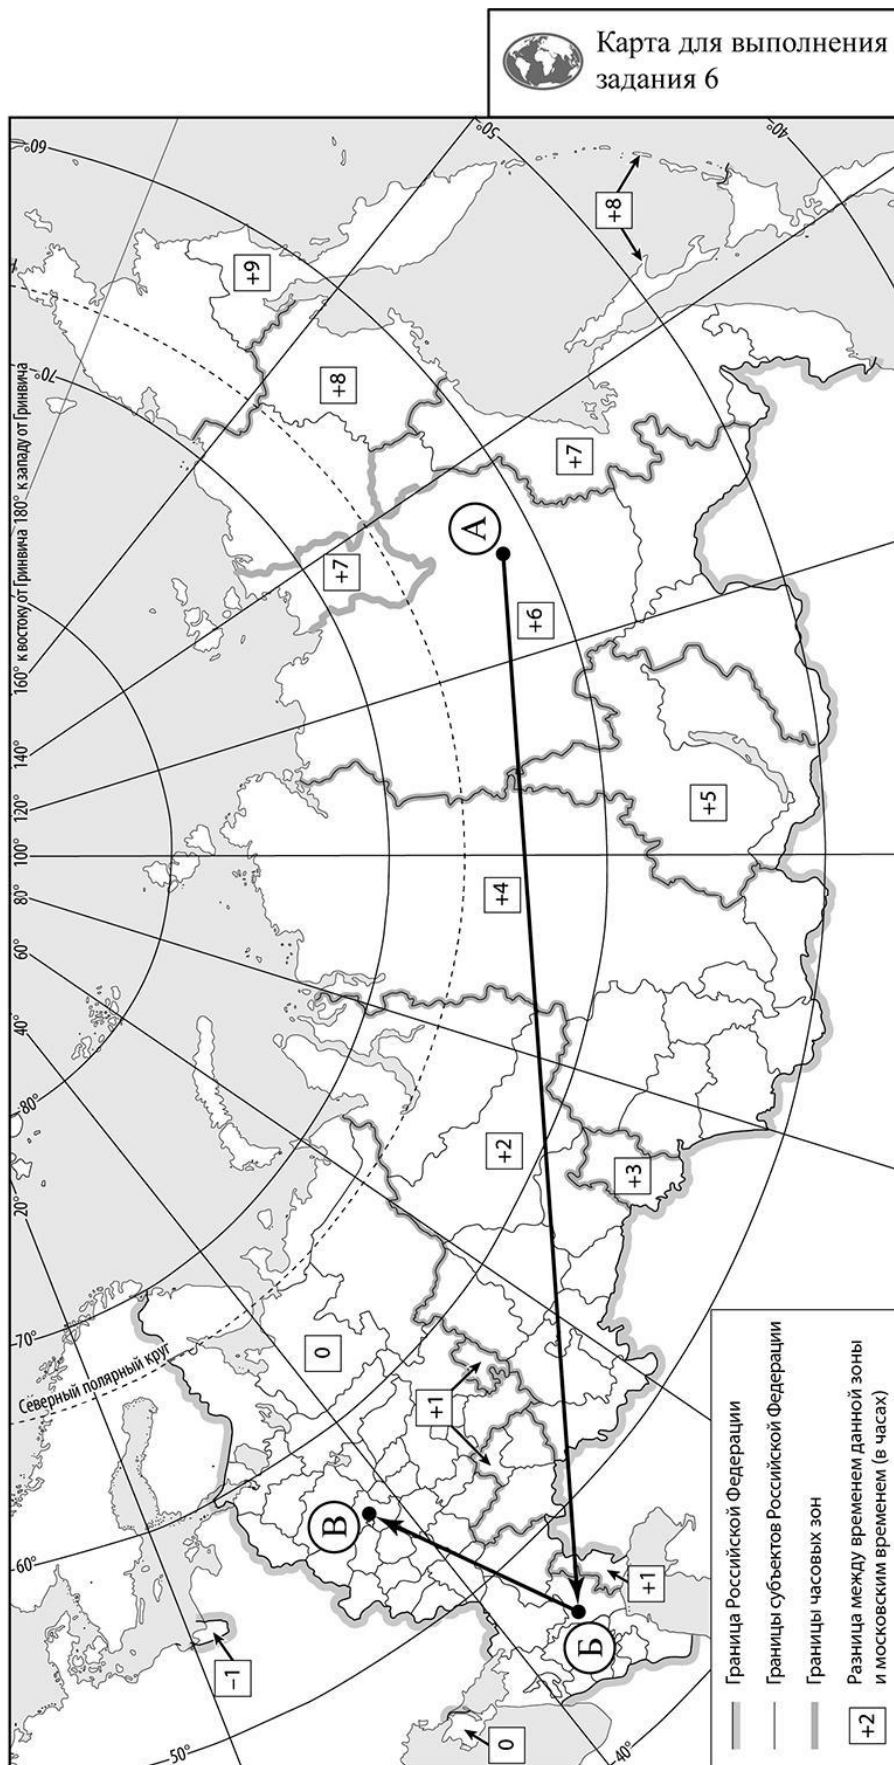 Карта для выполнения
задания 6
60°
50°
40°
+8
+9
70°
+8
160° к востоку от Гринвича 180° к западу от Гринвича
+7
+7
А
+6
140°
120°
100°
80°
60°
40°
20°
80°
+5
+4
+2
+3
70°
Северный полярный круг
0
+1
В
60°
-1
+1
Б
50°
0
40°
Граница Российской Федерации
Границы субъектов Российской Федерации
Границы часовых зон
+2
Разница между временем данной зоны
и московским временем (в часах)